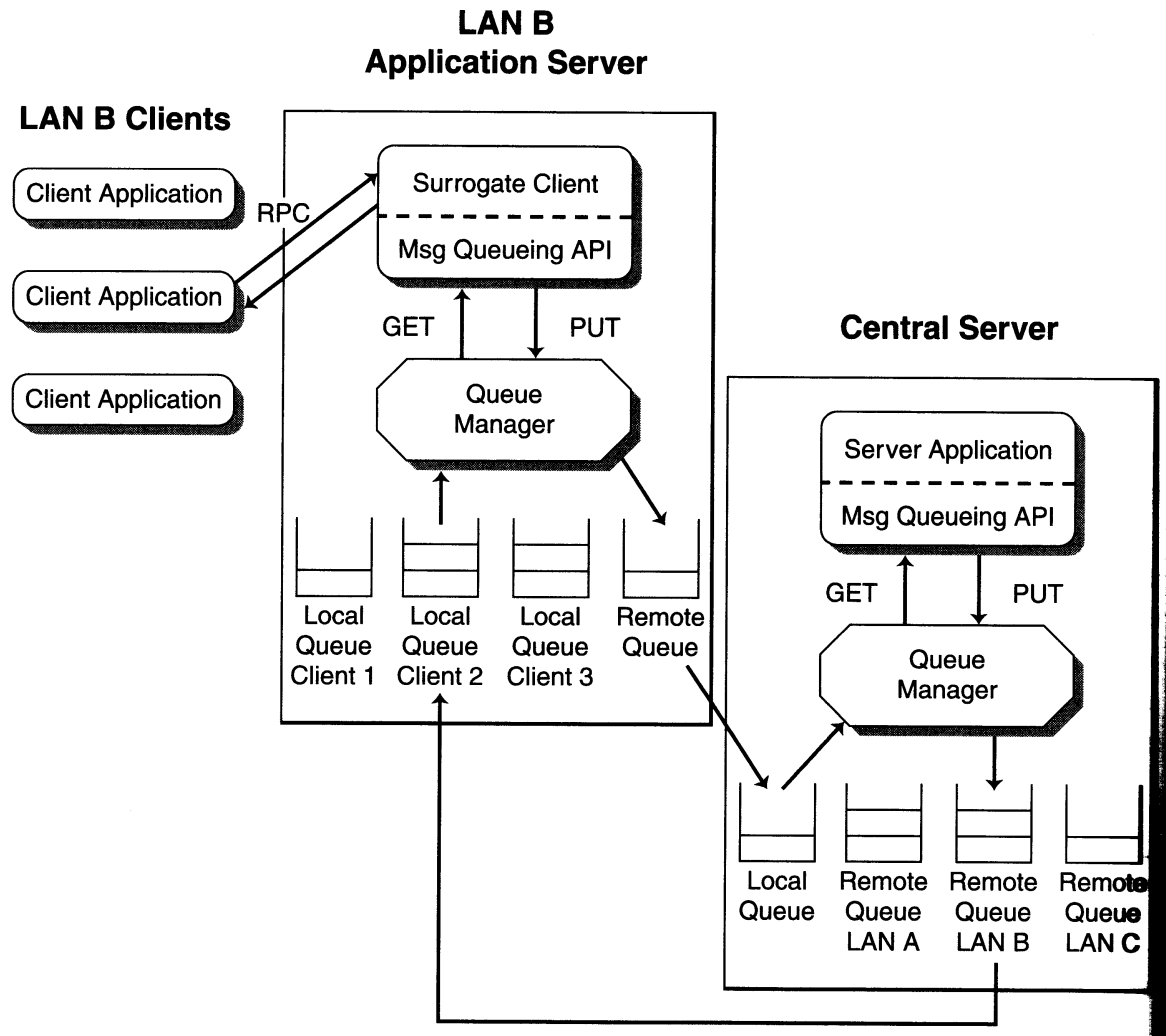 LAN B
Application Server
LAN B Clients
Client Application
Client Application
Client Application
RPC
Surrogate Client
Msg Queueing API
GET
PUT
Queue
Manager
Local
Queue
Client 1
Local
Queue
Client 2
Local
Queue
Client 3
Remote
Queue
Central Server
Server Application
Msg Queueing API
GET
PUT
Queue
Manager
Local
Queue
Remote
Queue
LAN A
Remote
Queue
LAN B
Remote
Queue
LAN C